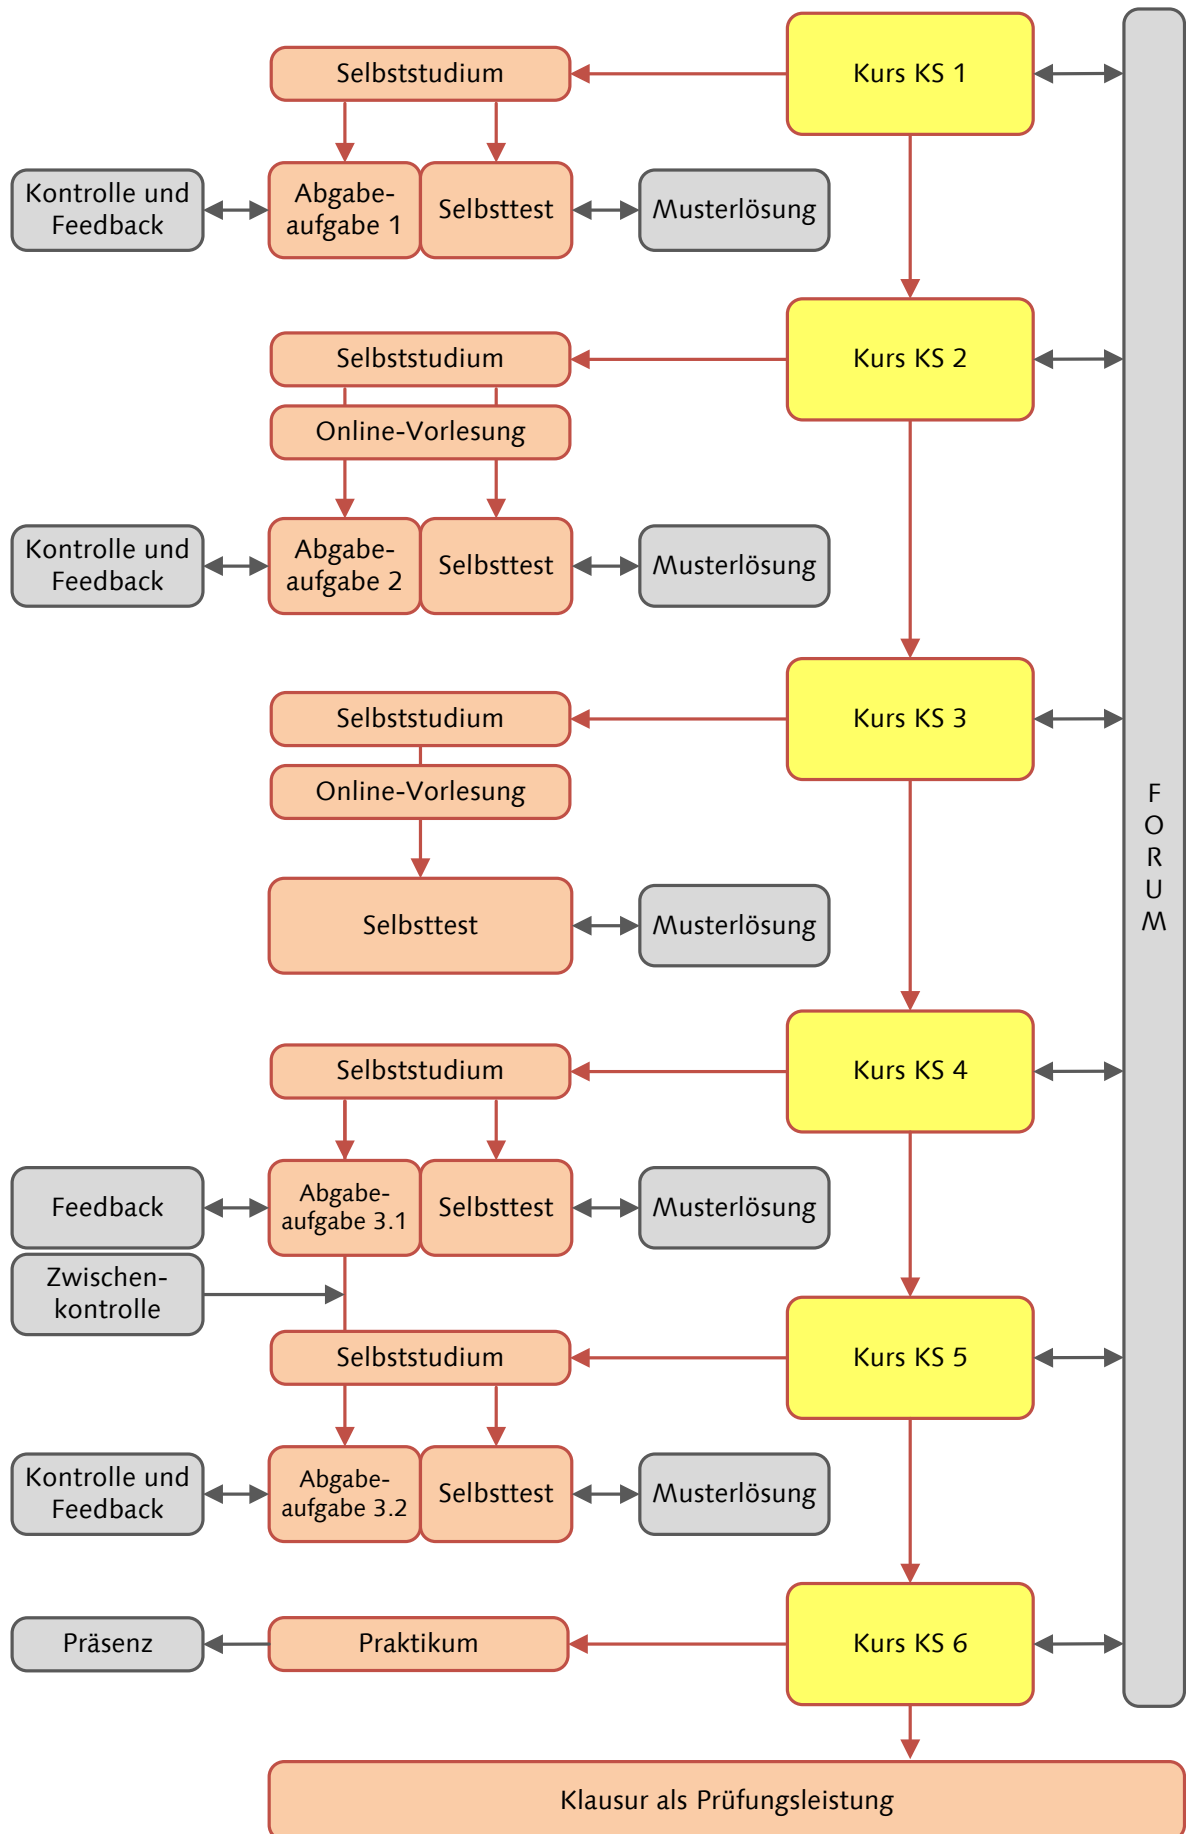 Selbststudium
Kurs KS 1
Kontrolle und
Feedback
Abgabe-
aufgabe 1
Selbsttest
Musterlösung
Selbststudium
Kurs KS 2
Online-Vorlesung
Kontrolle und
Feedback
Abgabe-
aufgabe 2
Selbsttest
Musterlösung
Selbststudium
Kurs KS 3
Online-Vorlesung
F
O
R
U
M
Selbsttest
Musterlösung
Selbststudium
Kurs KS 4
Feedback
Abgabe-
aufgabe 3.1
Selbsttest
Musterlösung
Zwischen-
kontrolle
Selbststudium
Kurs KS 5
Kontrolle und
Feedback
Abgabe-
aufgabe 3.2
Selbsttest
Musterlösung
Präsenz
Praktikum
Kurs KS 6
Klausur als Prüfungsleistung